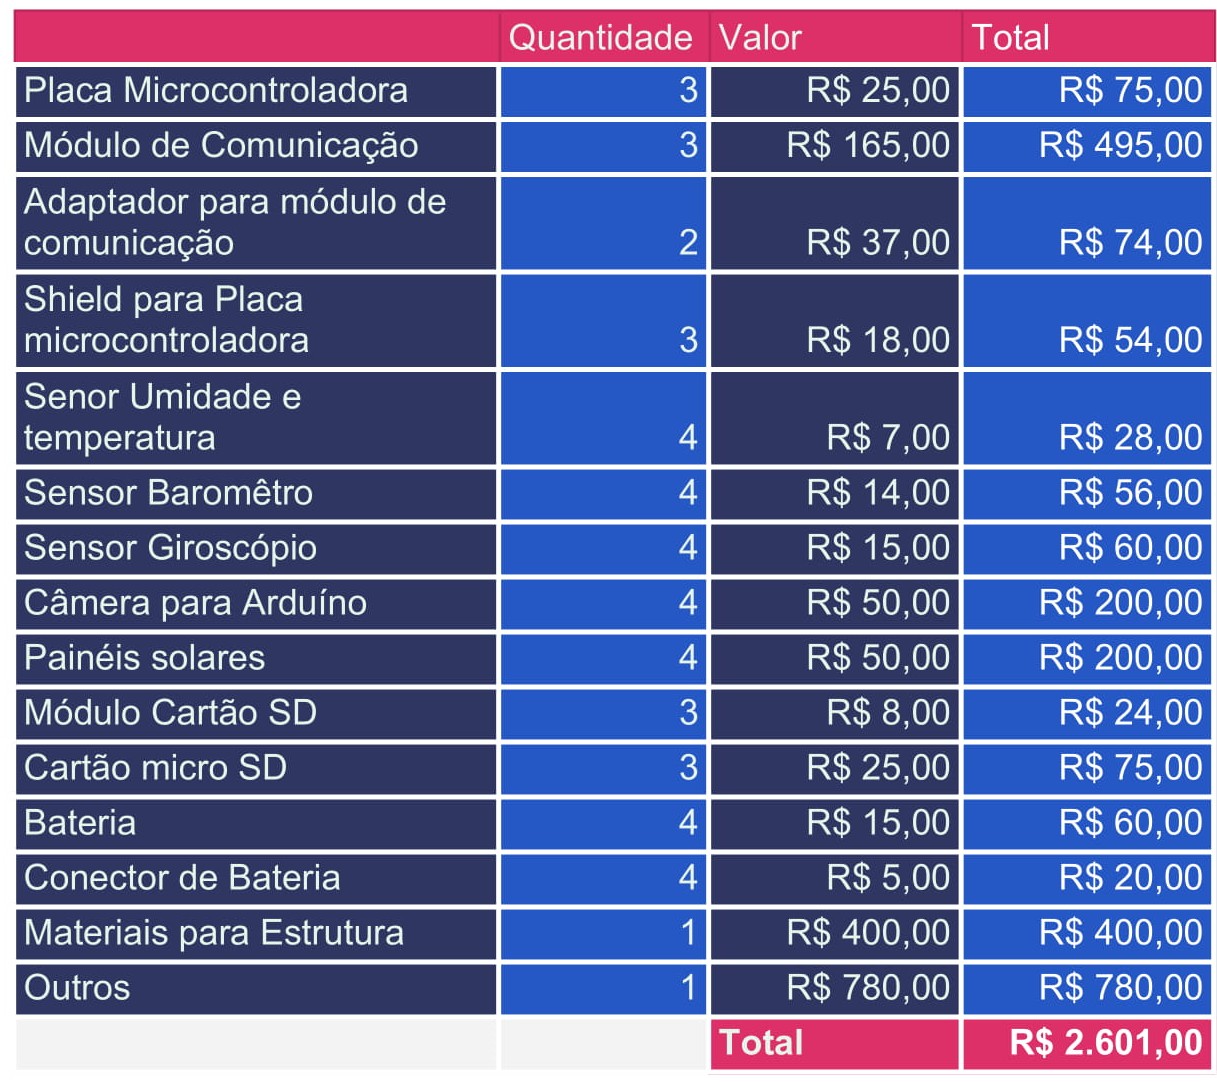 Quantidade Valor Total
Placa Microcontroladora 3 R$ 25,00 R$ 75,00
Módulo de Comunicação 3 R$ 165,00 R$ 495,00
Adaptador para módulo de
comunicação 2 R$ 37,00 R$ 74,00
Shield para Placa
microcontroladora 3 R$ 18,00 R$ 54,00
Senor Umidade e
temperatura 4 R$ 7,00 R$ 28,00
Sensor Baromêtro 4 R$ 14,00 R$ 56,00
Sensor Giroscópio 4 R$ 15,00 R$ 60,00
Câmera para Arduíno 4 R$ 50,00 R$ 200,00
Painéis solares 4 R$ 50,00 R$ 200,00
Módulo Cartão SD 3 R$ 8,00 R$ 24,00
Cartão micro SD 3 R$ 25,00 R$ 75,00
Bateria 4 R$ 15,00 R$ 60,00
Conector de Bateria 4 R$ 5,00 R$ 20,00
Materiais para Estrutura 1 R$ 400,00 R$ 400,00
Outros 1 R$ 780,00 R$ 780,00
Total R$ 2.601,00